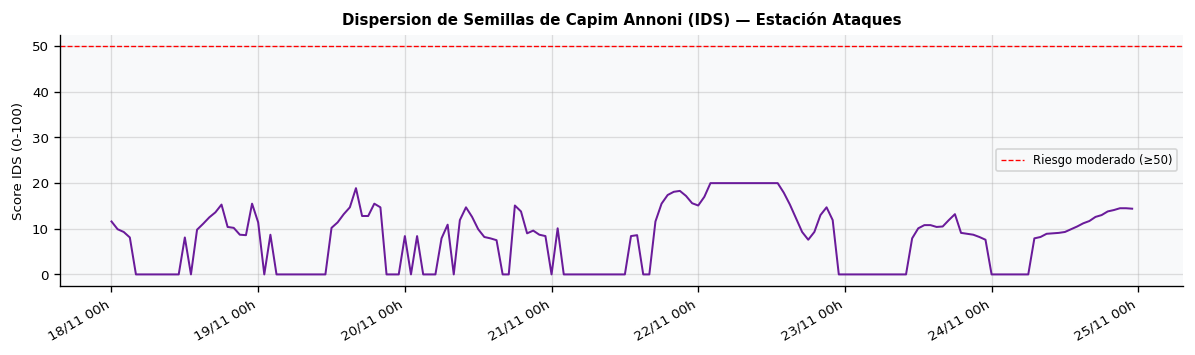 Dispersion de Semillas de Capim Annoni (IDS) — Estación Ataques
Score IDS (0-100)
50
40
30
20
10
0
Riesgo moderado (≥50)
18/11 00h
19/11 00h
20/11 00h
21/11 00h
22/11 00h
23/11 00h
24/11 00h
25/11 00h